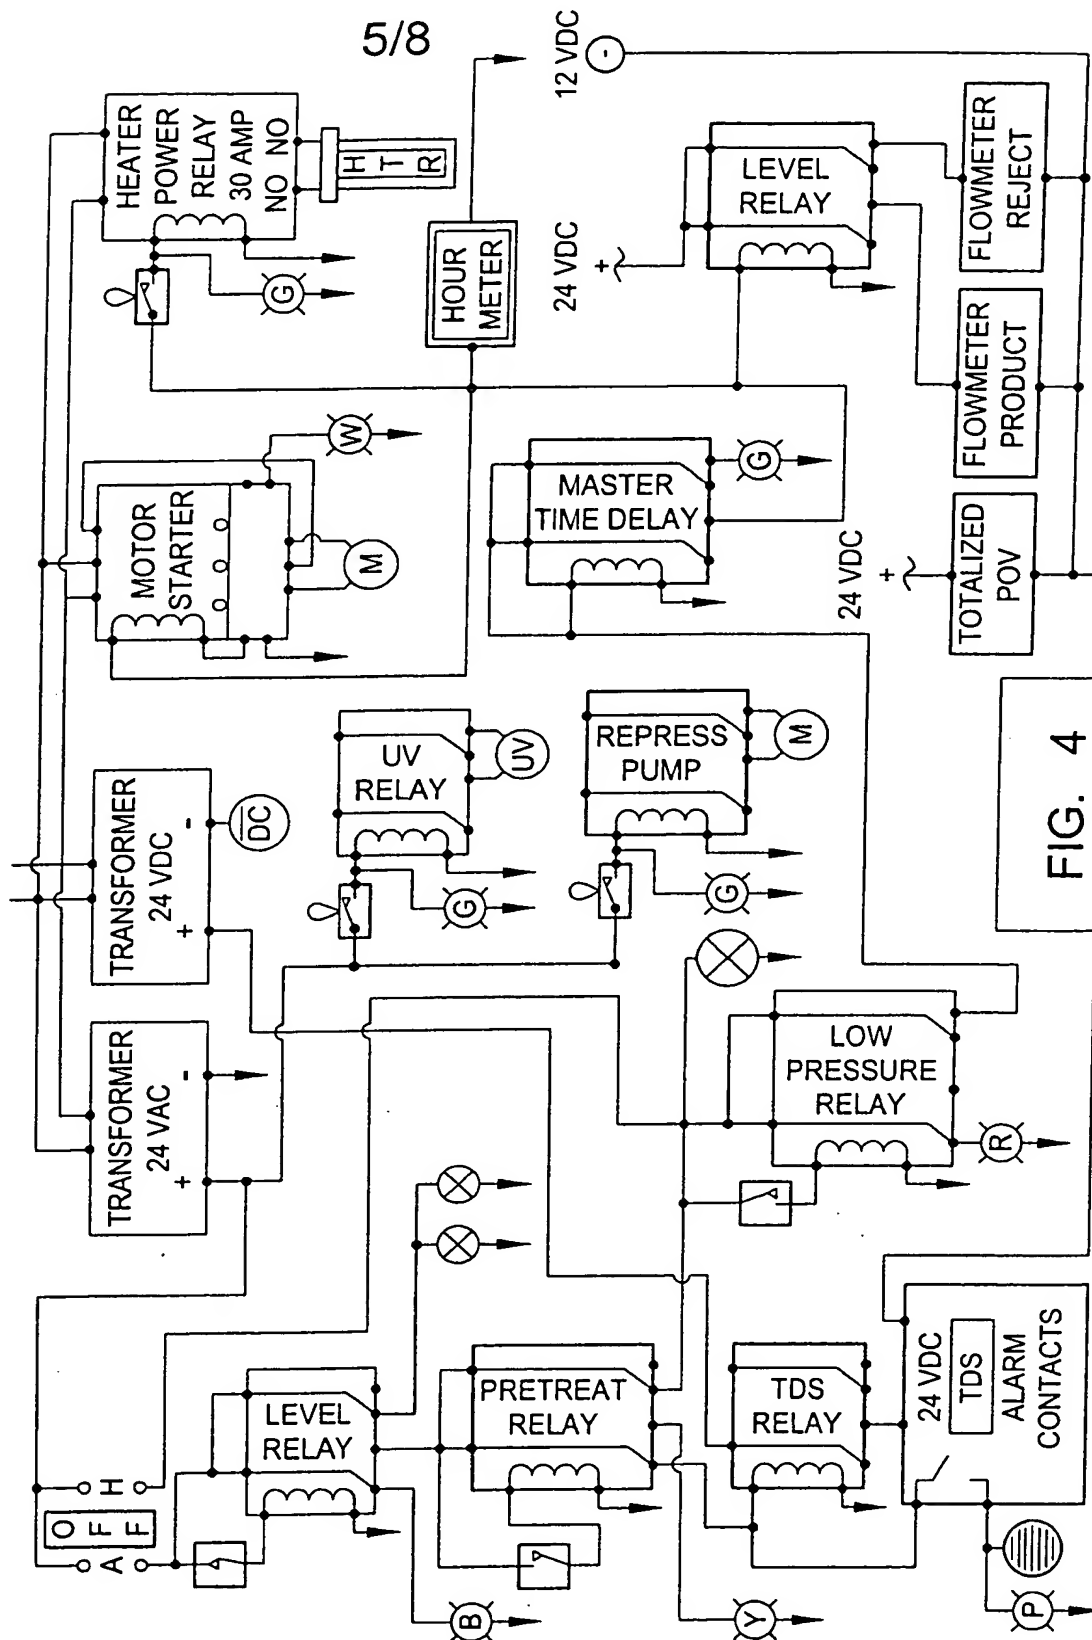 5/8
HEATER
POWER
RELAY
30 AMP
NO NO
H
T
R
G
MOTOR
STARTER
W
M
HOUR
METER
12 VDC
-
TRANSFORMER
24 VDC
+ -
DC
TRANSFORMER
24 VAC
+ -
UV
RELAY
UV
G
REPRESS
PUMP
M
G
MASTER
TIME DELAY
G
24 VDC
+
LEVEL
RELAY
24 VDC
+
TOTALIZED
POV
FLOWMETER
PRODUCT
FLOWMETER
REJECT
A
OFF
H
LEVEL
RELAY
B
PRETREAT
RELAY
Y
LOW
PRESSURE
RELAY
R
TDS
RELAY
24 VDC
TDS
ALARM
CONTACTS
P
FIG. 4